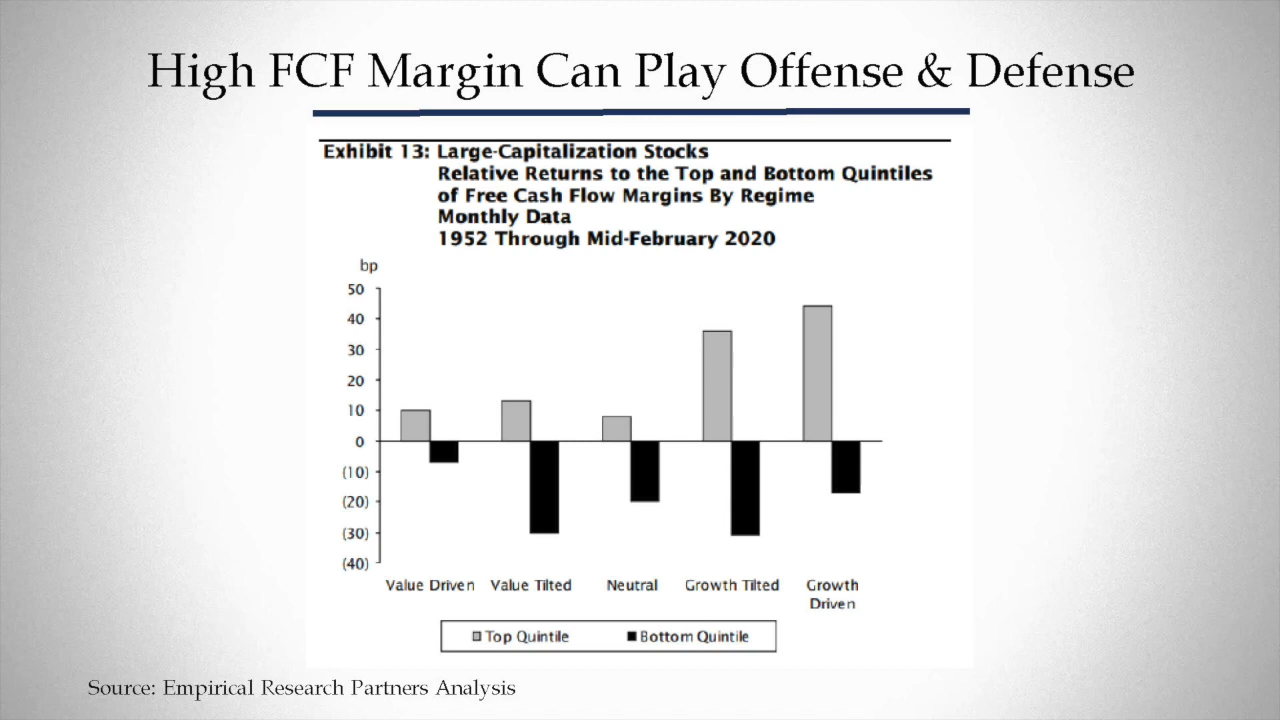 High FCF Margin Can Play Offense & Defense
Exhibit 13: Large-Capitalization Stocks
Relative Returns to the Top and Bottom Quintiles
of Free Cash Flow Margins By Regime
Monthly Data
1952 Through Mid-February 2020
bp
50
40
30
20
10
0
(10)
(20)
(30)
(40)
Value Driven Value Tilted Neutral Growth Tilted Growth
Driven
Top Quintile Bottom Quintile
Source: Empirical Research Partners Analysis